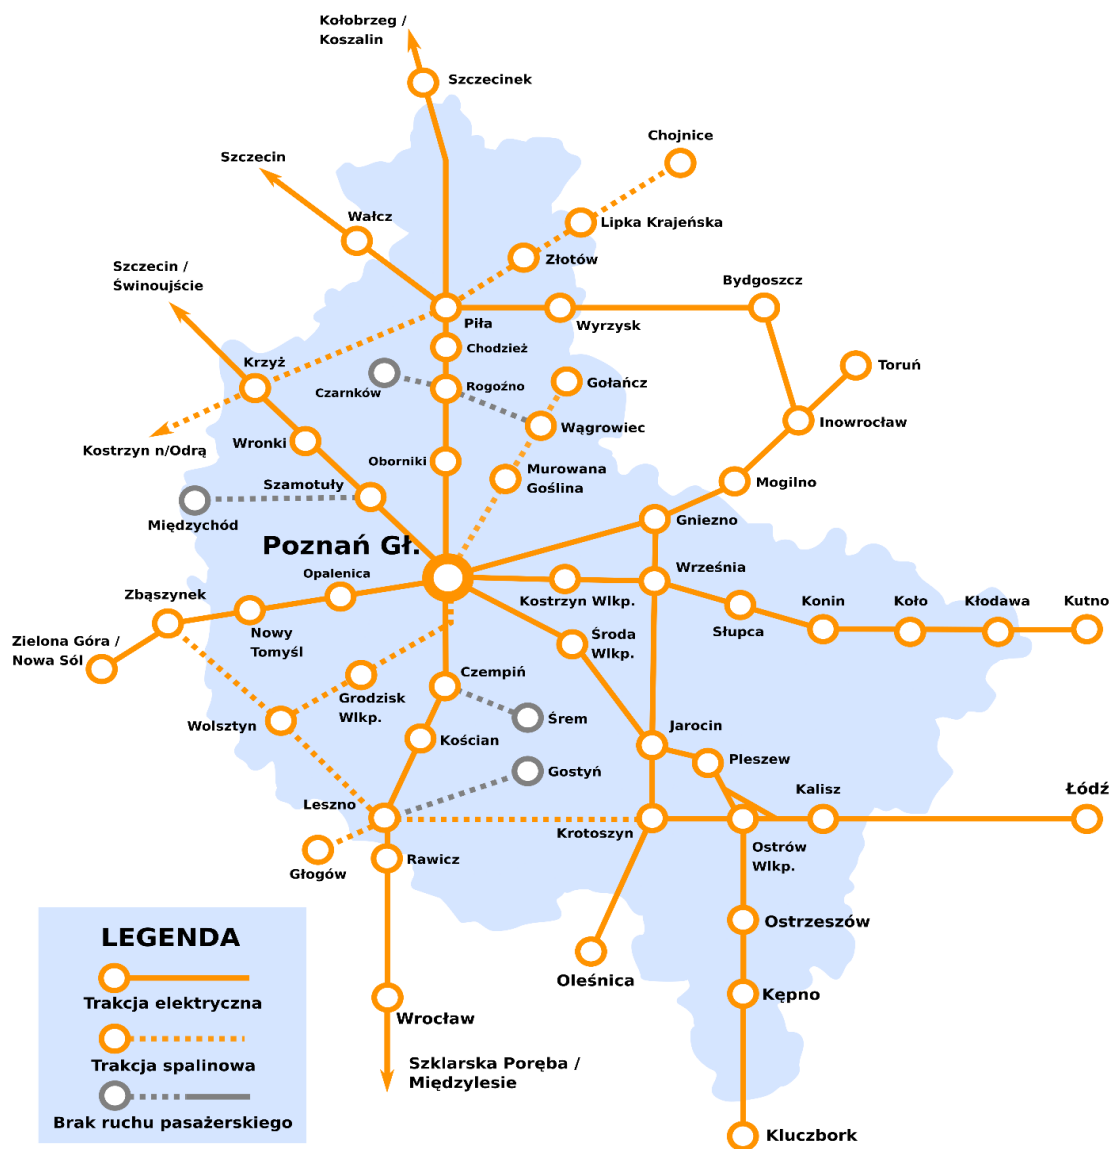 Kołobrzeg /
Koszalin
Szczecinek
Chojnice
Szczecin
Wałcz
Lipka Krajeńska
Złotów
Szczecin /
Świnoujście
Bydgoszcz
Piła
Wyrzysk
Chodzież
Krzyż
Toruń
Czarnków
Rogoźno
Gołańcz
Inowrocław
Wągrowiec
Kostrzyn n/Odrą
Wronki
Oborniki
Murowana
Goślina
Mogilno
Szamotuły
Międzychód
Gniezno
Poznań Gł.
Opalenica
Września
Zbąszynek
Kostrzyn Wlkp.
Konin
Koło
Kłodawa
Kutno
Słupca
Zielona Góra /
Nowa Sól
Nowy
Tomyśl
Środa
Wlkp.
Czempiń
Grodzisk
Wlkp.
Wolsztyn
Śrem
Jarocin
Kościan
Pleszew
Gostyń
Kalisz
Łódź
Leszno
Krotoszyn
Ostrów
Wlkp.
Głogów
Rawicz
Ostrzeszów
LEGENDA
Trakcja elektryczna
Trakcja spalinowa
Brak ruchu pasażerskiego
Oleśnica
Kępno
Wrocław
Szklarska Poręba /
Międzylesie
Kluczbork